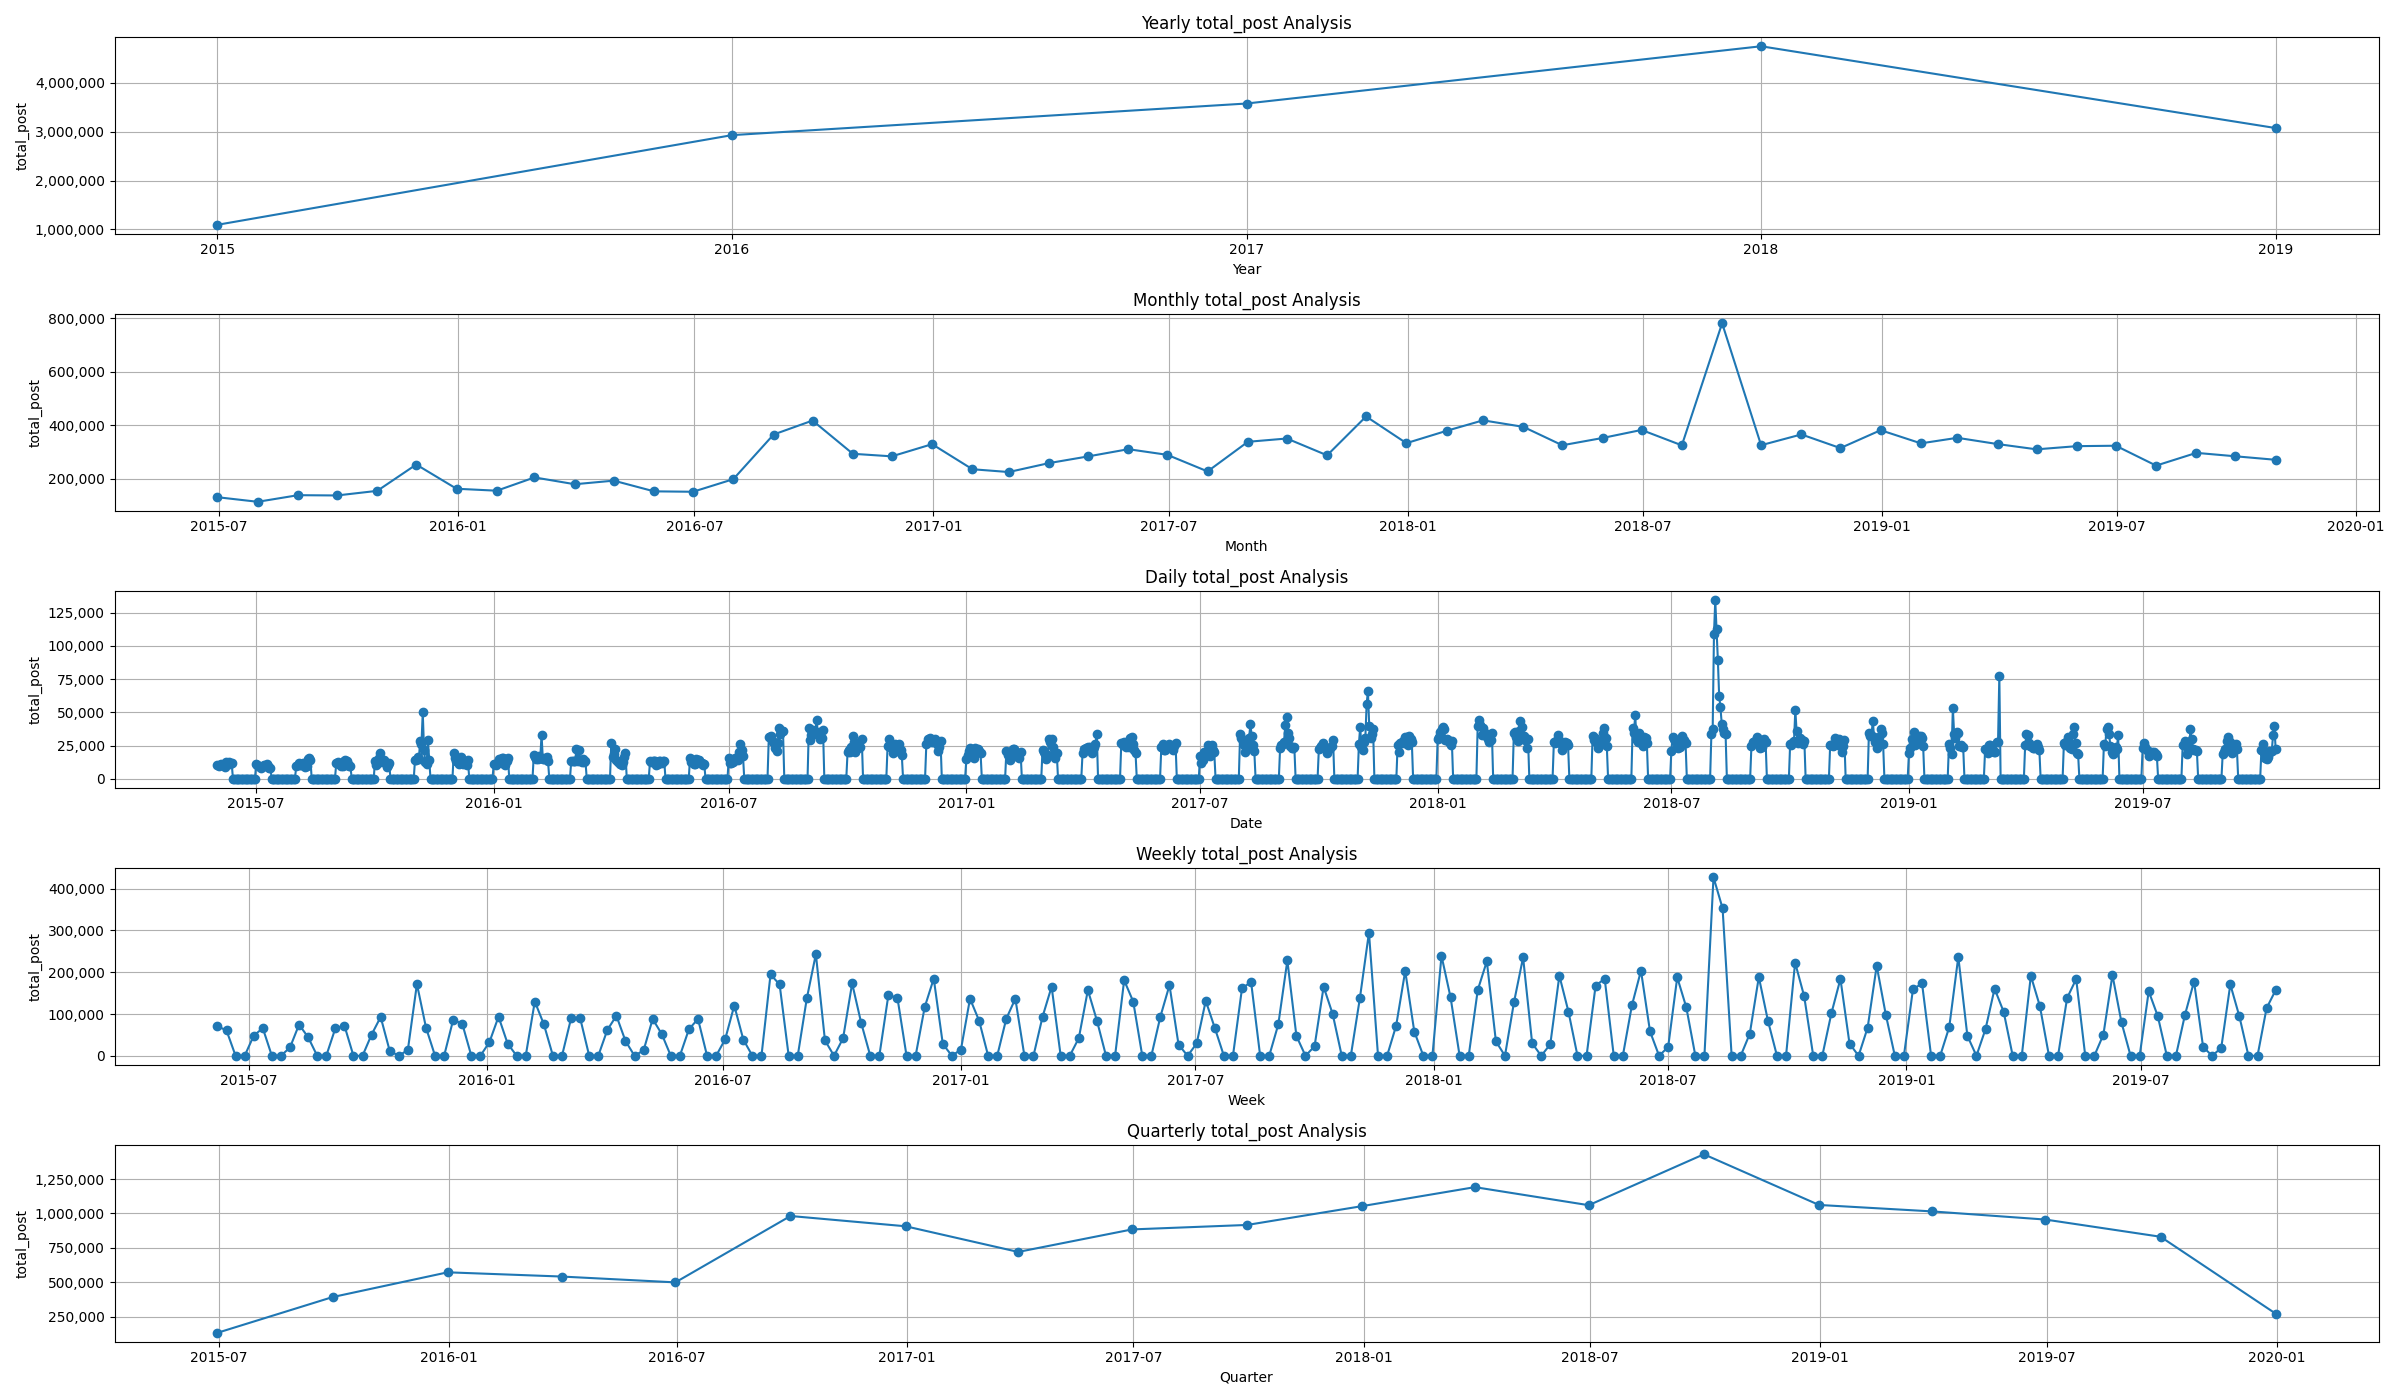 Yearly total_post Analysis
4,000,000
3,000,000
2,000,000
1,000,000
total_post
2015 2016 2017 2018 2019
Year
Monthly total_post Analysis
800,000
600,000
400,000
200,000
total_post
2015-07 2016-01 2016-07 2017-01 2017-07 2018-01 2018-07 2019-01 2019-07 2020-01
Month
Daily total_post Analysis
125,000
100,000
75,000
50,000
25,000
0
total_post
2015-07 2016-01 2016-07 2017-01 2017-07 2018-01 2018-07 2019-01 2019-07
Date
Weekly total_post Analysis
400,000
300,000
200,000
100,000
0
total_post
2015-07 2016-01 2016-07 2017-01 2017-07 2018-01 2018-07 2019-01 2019-07
Week
Quarterly total_post Analysis
1,250,000
1,000,000
750,000
500,000
250,000
total_post
2015-07 2016-01 2016-07 2017-01 2017-07 2018-01 2018-07 2019-01 2019-07 2020-01
Quarter